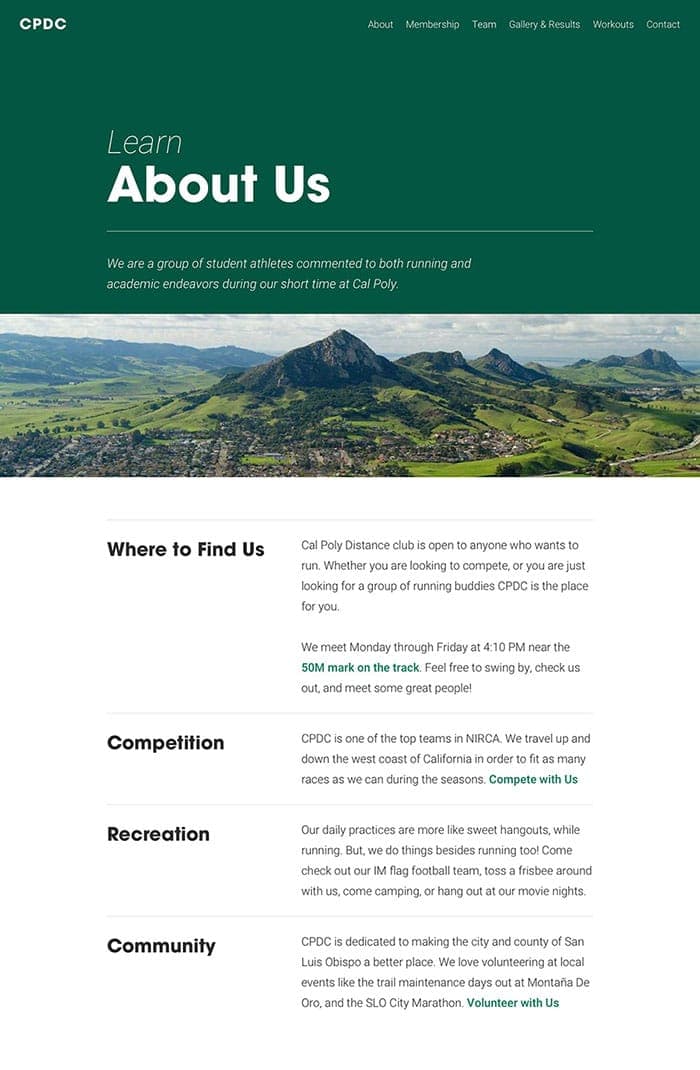 CPDC
About Membership Team Gallery & Results Workouts Contact
Learn
About Us
We are a group of student athletes commented to both running and
academic endeavors during our short time at Cal Poly.
Where to Find Us
Cal Poly Distance club is open to anyone who wants to
run. Whether you are looking to compete, or you are just
looking for a group of running buddies CPDC is the place
for you.
We meet Monday through Friday at 4:10 PM near the
50M mark on the track. Feel free to swing by, check us
out, and meet some great people!
Competition
CPDC is one of the top teams in NIRCA. We travel up and
down the west coast of California in order to fit as many
races as we can during the seasons. Compete with Us
Recreation
Our daily practices are more like sweet hangouts, while
running. But, we do things besides running too! Come
check out our IM flag football team, toss a frisbee around
with us, come camping, or hang out at our movie nights.
Community
CPDC is dedicated to making the city and county of San
Luis Obispo a better place. We love volunteering at local
events like the trail maintenance days out at Montaña De
Oro, and the SLO City Marathon. Volunteer with Us